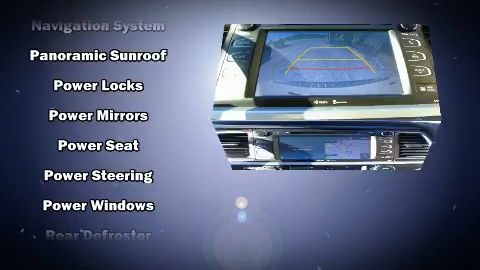 Navigation System
Panoramic Sunroof
Power Locks
Power Mirrors
Power Seat
Power Steering
Power Windows
Rear Defroster